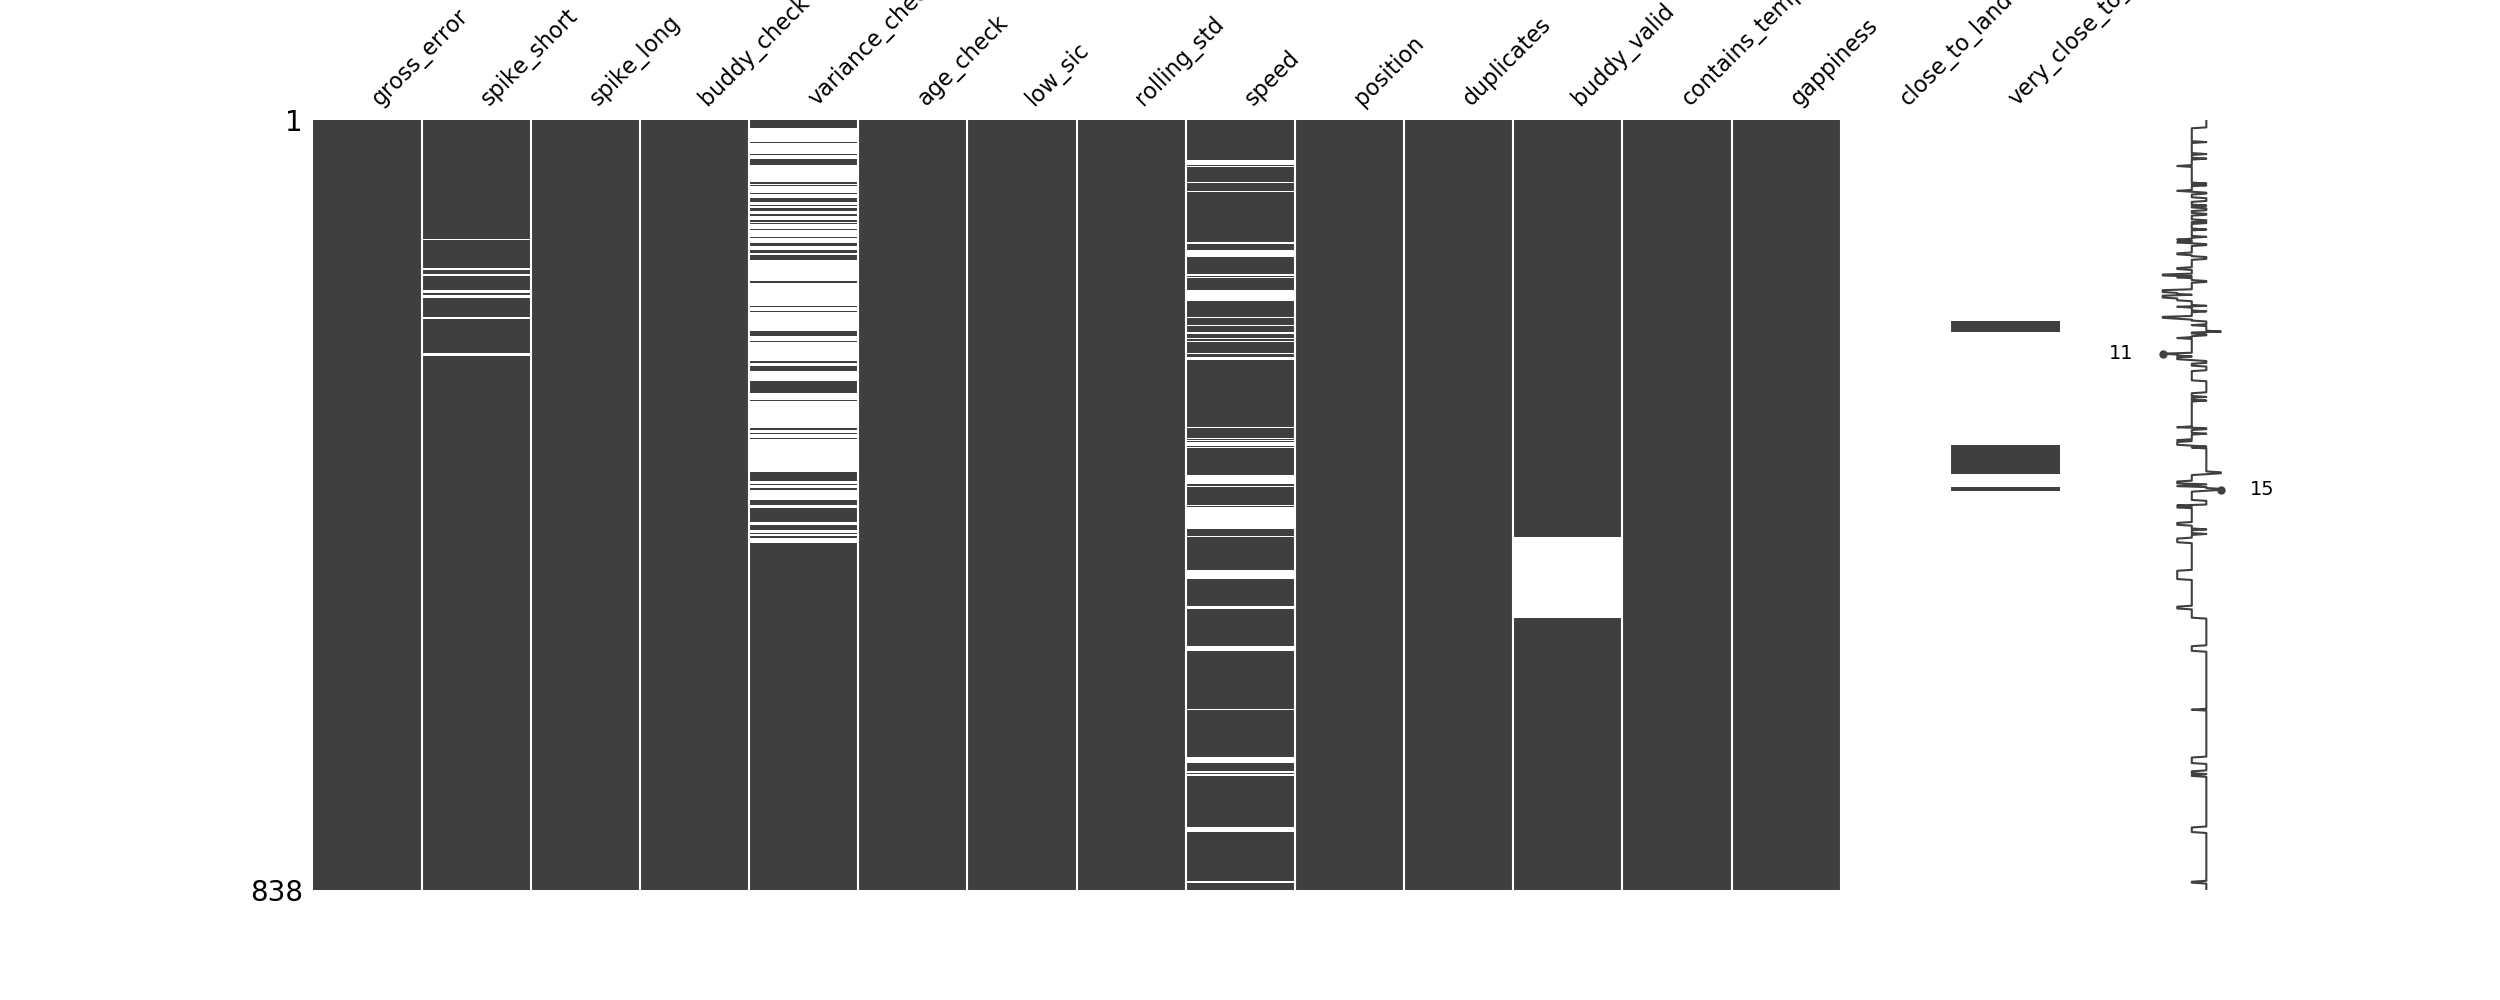 gross_error
spike_short
spike_long
buddy_check
age_check
low_sic
rolling_std
speed
position
duplicates
buddy_valid
gappiness
close_to_land
1
11
15
838